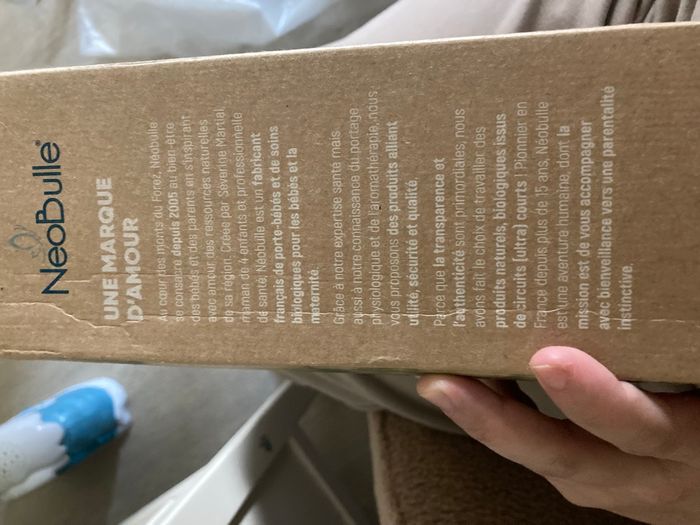 NéoBulle®
UNE MARQUE
D'AMOUR
Au cœur des monts du Forez, Néobulle
se consacre depuis 2005 au bien-être
des bébés et des parents en s'inspirant
avec amour des ressources naturelles
de sa région. Créée par Séverine Martial,
maman de 4 enfants et professionnelle
de santé, Néobulle est un fabricant
français de porte-bébés et de soins
biologiques pour les bébés et la
maternité.
Grâce à notre expertise santé mais
aussi à notre connaissance du portage
physiologique et de l'aromathérapie, nous
vous proposons des produits alliant
utilité, sécurité et qualité.
Parce que la transparence et
l'authenticité sont primordiales, nous
avons fait le choix de travailler des
produits naturels, biologiques issus
de circuits (ultra) courts ! Pionnier en
France depuis plus de 15 ans, Néobulle
est une aventure humaine, dont la
mission est de vous accompagner
avec bienveillance vers une parentalité
instinctive.